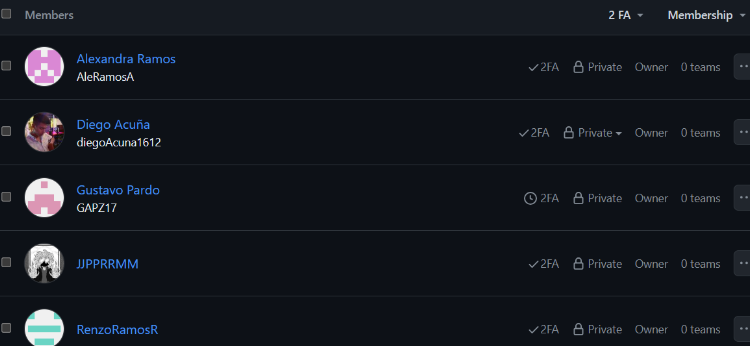 Members 2 FA Membership
Alexandra Ramos
AleRamosA 2FA Private Owner 0 teams
Diego Acuña
diegoAcuna1612 2FA Private Owner 0 teams
Gustavo Pardo
GAPZ17 2FA Private Owner 0 teams
JJPPRRMM 2FA Private Owner 0 teams
RenzoRamosR 2FA Private Owner 0 teams